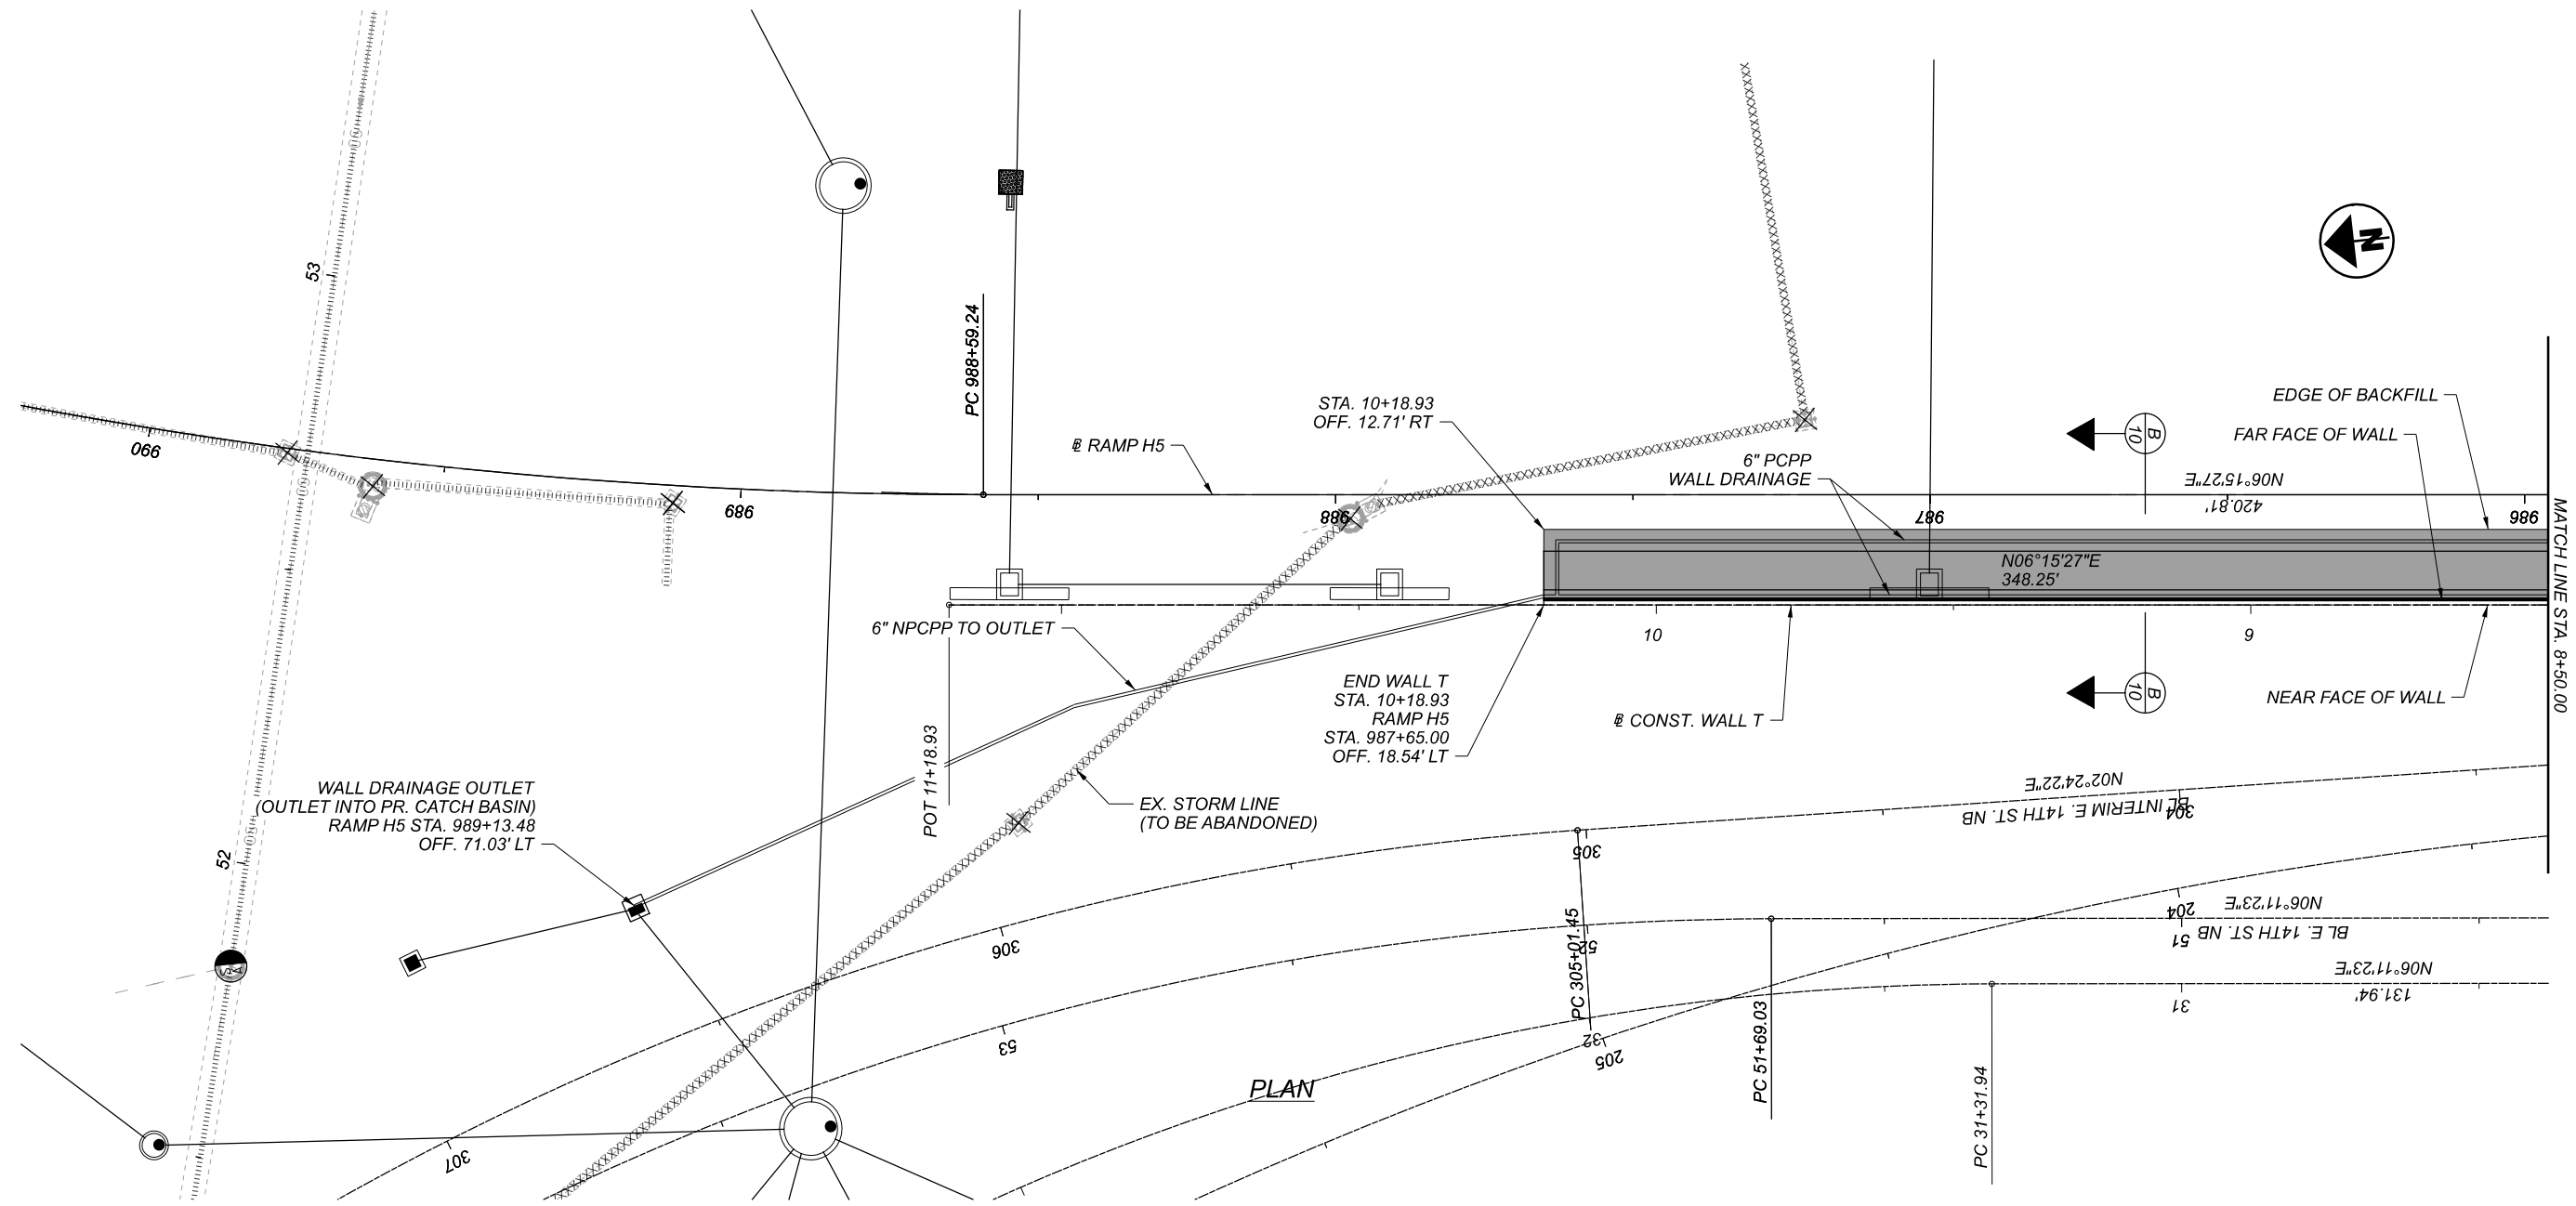 53
PC 988+59.24
N
STA. 10+18.93
OFF. 12.71' RT
EDGE OF BACKFILL
FAR FACE OF WALL
B
10
℄ RAMP H5
6" PCPP
WALL DRAINAGE
N06°15'27"E
420.81'
990
989
988
987
986
N06°15'27"E
348.25'
MATCH LINE STA. 8+50.00
6" NPCPP TO OUTLET
10
9
END WALL T
STA. 10+18.93
RAMP H5
STA. 987+65.00
OFF. 18.54' LT
℄ CONST. WALL T
B
10
NEAR FACE OF WALL
POT 11+18.93
WALL DRAINAGE OUTLET
(OUTLET INTO PR. CATCH BASIN)
RAMP H5 STA. 989+13.48
OFF. 71.03' LT
EX. STORM LINE
(TO BE ABANDONED)
N02°24'22"E
BL INTERIM E. 14TH ST. NB
304
305
52
306
PC 305+01.45
52
204
N06°11'23"E
51
BL E. 14TH ST NB
N06°11'23"E
131.94'
31
53
32
205
PC 51+69.03
PC 31+31.94
307
PLAN